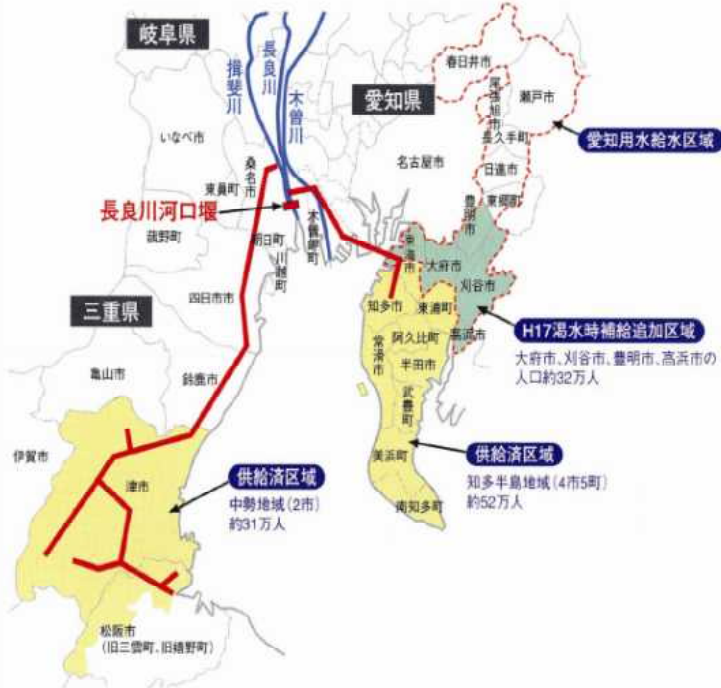 岐阜県
揖斐川
長良川
木曽川
愛知県
春日井市
尾張旭市
瀬戸市
長久手町
愛知用水給水区域
いなべ市
桑名市
東員町
名古屋市
日進市
東郷町
豊明市
長良川河口堰
木曽岬町
菰野町
朝日町
川越町
東海市
大府市
刈谷市
四日市市
知多市
東浦町
高浜市
H17渇水時補給追加区域
大府市、刈谷市、豊明市、高浜市の
人口約32万人
三重県
阿久比町
常滑市
半田市
亀山市
鈴鹿市
武豊町
伊賀市
美浜町
供給済区域
知多半島地域(4市5町)
約52万人
供給済区域
中勢地域(2市)
約31万人
津市
南知多町
松阪市
(旧三雲町、旧嬉野町)